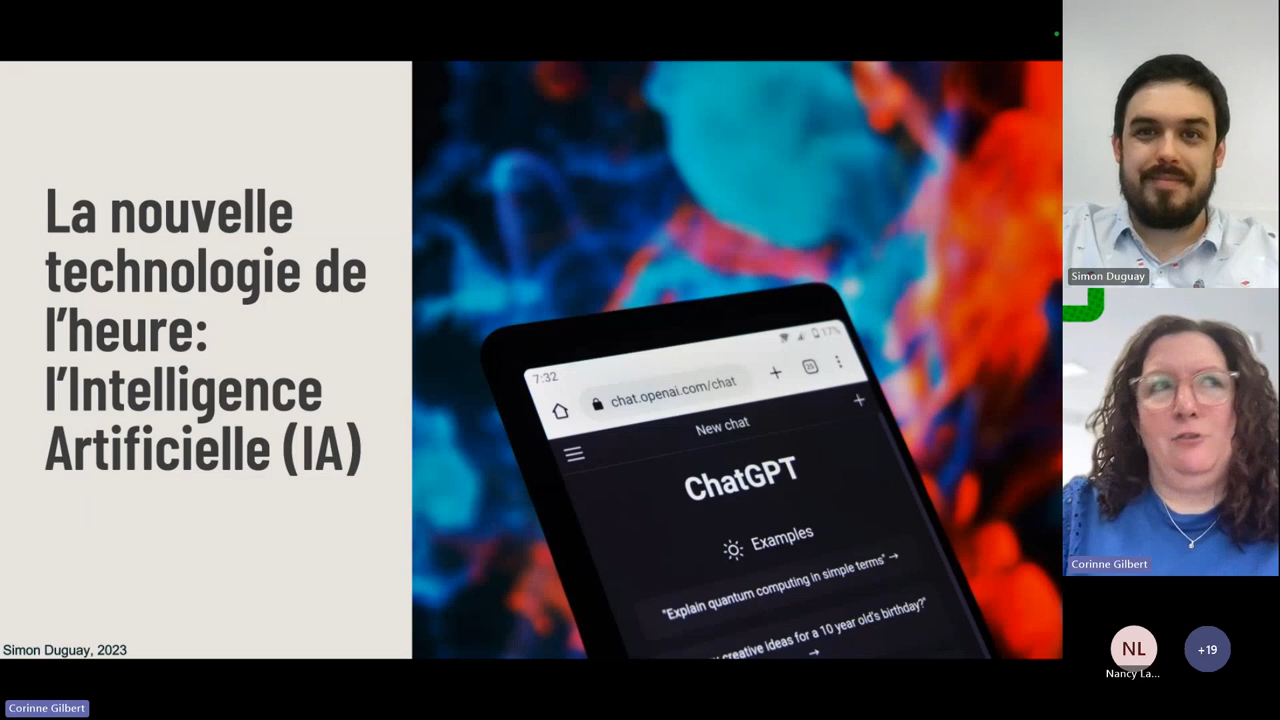 La nouvelle
technologie de
l'heure:
l'Intelligence
Artificielle (IA)
Simon Duguay, 2023
7:32
17%
chat.openai.com/chat
25
New chat
ChatGPT
Examples
"Explain quantum computing in simple terms" →
creative ideas for a 10 year old's birthday?"
→
Simon Duguay
Corinne Gilbert
NL
+19
Nancy La...
Corinne Gilbert